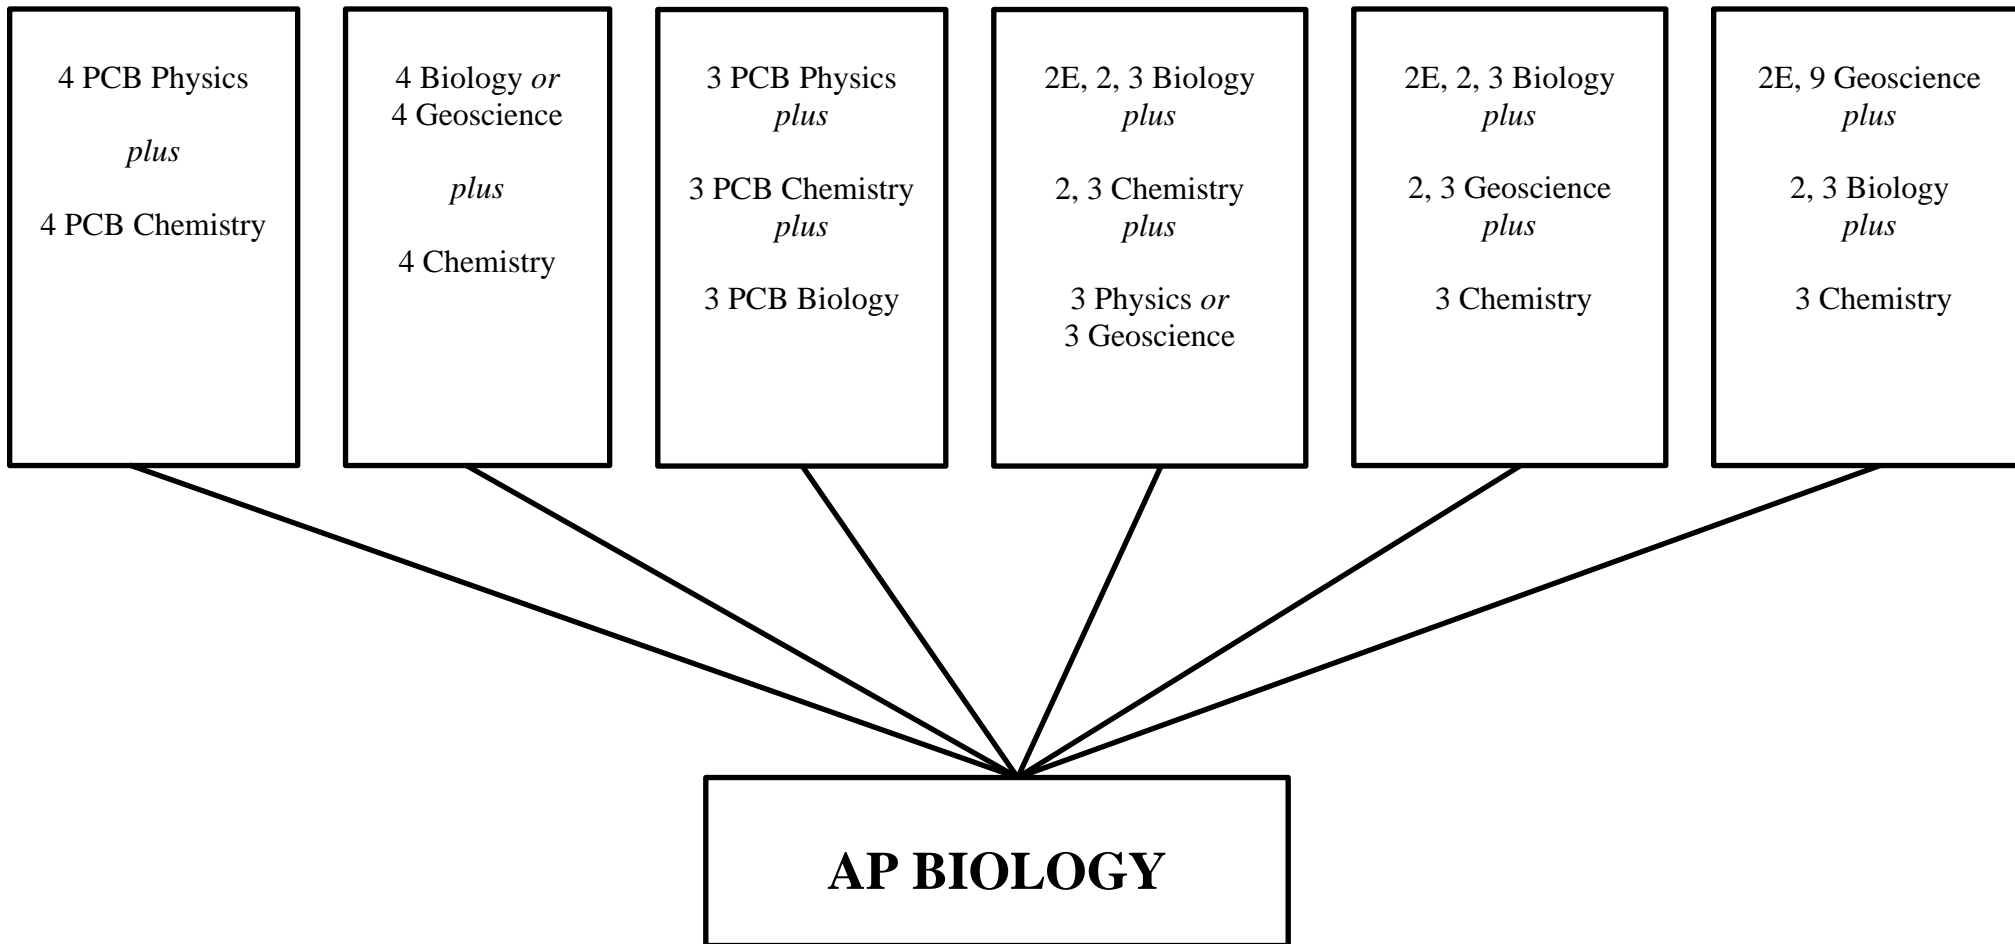 4 PCB Physics
plus
4 PCB Chemistry
4 Biology or
4 Geoscience
plus
4 Chemistry
3 PCB Physics
plus
3 PCB Chemistry
plus
3 PCB Biology
2E, 2, 3 Biology
plus
2, 3 Chemistry
plus
3 Physics or
3 Geoscience
2E, 2, 3 Biology
plus
2, 3 Geoscience
plus
3 Chemistry
2E, 9 Geoscience
plus
2, 3 Biology
plus
3 Chemistry
AP BIOLOGY